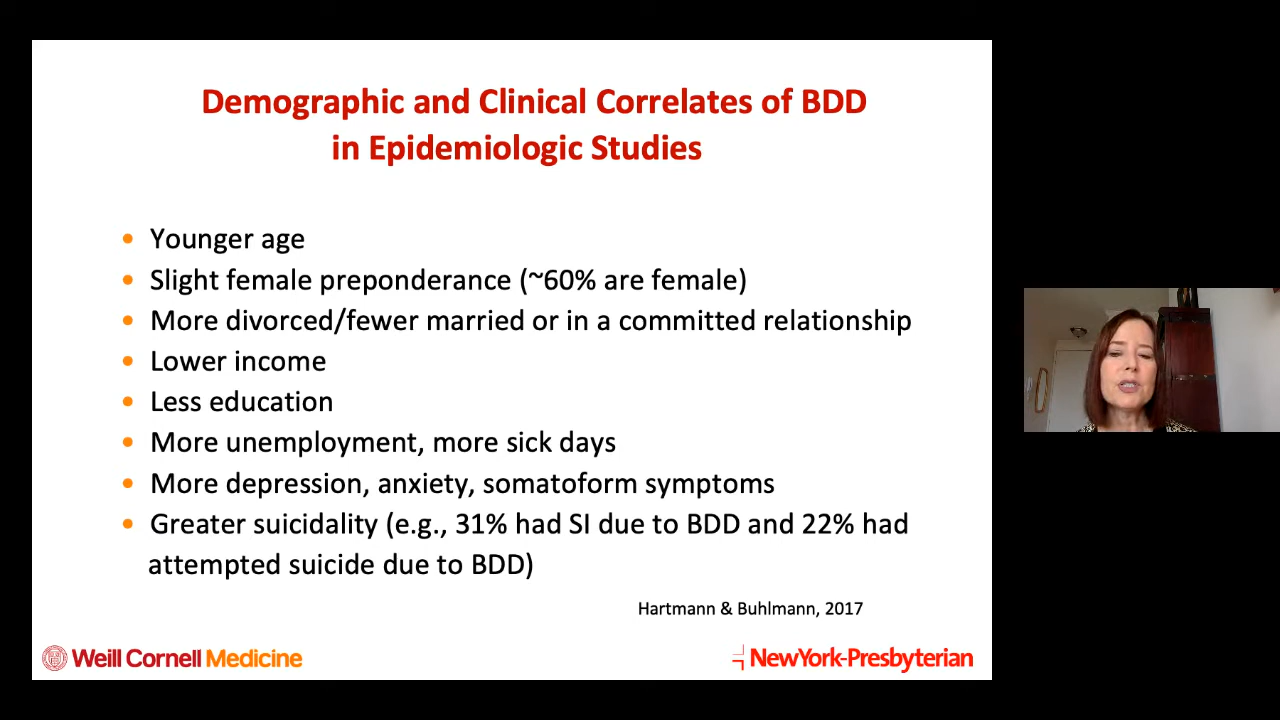 Demographic and Clinical Correlates of BDD
in Epidemiologic Studies
• Younger age
• Slight female preponderance (~60% are female)
• More divorced/fewer married or in a committed relationship
• Lower income
• Less education
• More unemployment, more sick days
• More depression, anxiety, somatoform symptoms
• Greater suicidality (e.g., 31% had SI due to BDD and 22% had
attempted suicide due to BDD)
Hartmann & Buhlmann, 2017
Weill Cornell Medicine
NewYork-Presbyterian